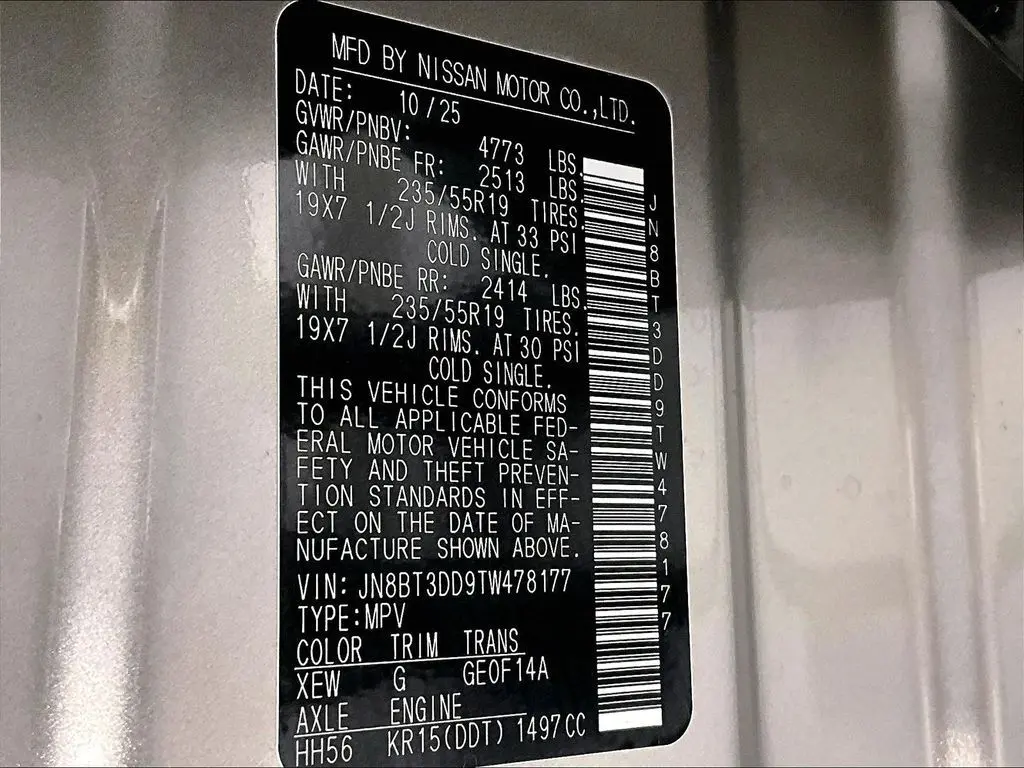 MFD BY NISSAN MOTOR CO.,LTD.
DATE: 10/25
GVWR/PNBV: 4773 LBS.
GAWR/PNBE FR: 2513 LBS.
WITH 235/55R19 TIRES.
19X7 1/2J RIMS. AT 33 PSI
COLD SINGLE.
GAWR/PNBE RR: 2414 LBS.
WITH 235/55R19 TIRES.
19X7 1/2J RIMS. AT 30 PSI
COLD SINGLE.
THIS VEHICLE CONFORMS
TO ALL APPLICABLE FED-
ERAL MOTOR VEHICLE SA-
FETY AND THEFT PREVEN-
TION STANDARDS IN EFF-
ECT ON THE DATE OF MA-
NUFACTURE SHOWN ABOVE.
VIN: JN8BT3DD9TW478177
TYPE:MPV
COLOR TRIM TRANS
XEW G GE0F14A
AXLE ENGINE
HH56 KR15(DDT) 1497CC
JN8BT3DD9TW478177